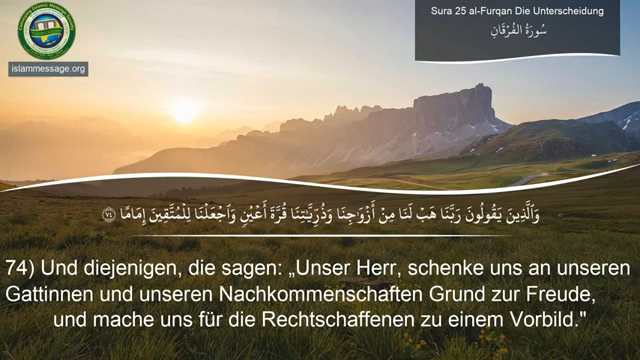 Sura 25 al-Furqan Die Unterscheidung
سُورَةُ الفُرْقَانِ
islammessage.org
وَٱلَّذِينَ يَقُولُونَ رَبَّنَا هَبْ لَنَا مِنْ أَزْوَٰجِنَا وَذُرِّيَّـٰتِنَا قُرَّةَ أَعْيُنٍ وَٱجْعَلْنَا لِلْمُتَّقِينَ إِمَامًا ٧٤
74) Und diejenigen, die sagen: „Unser Herr, schenke uns an unseren
Gattinnen und unseren Nachkommenschaften Grund zur Freude,
und mache uns für die Rechtschaffenen zu einem Vorbild."